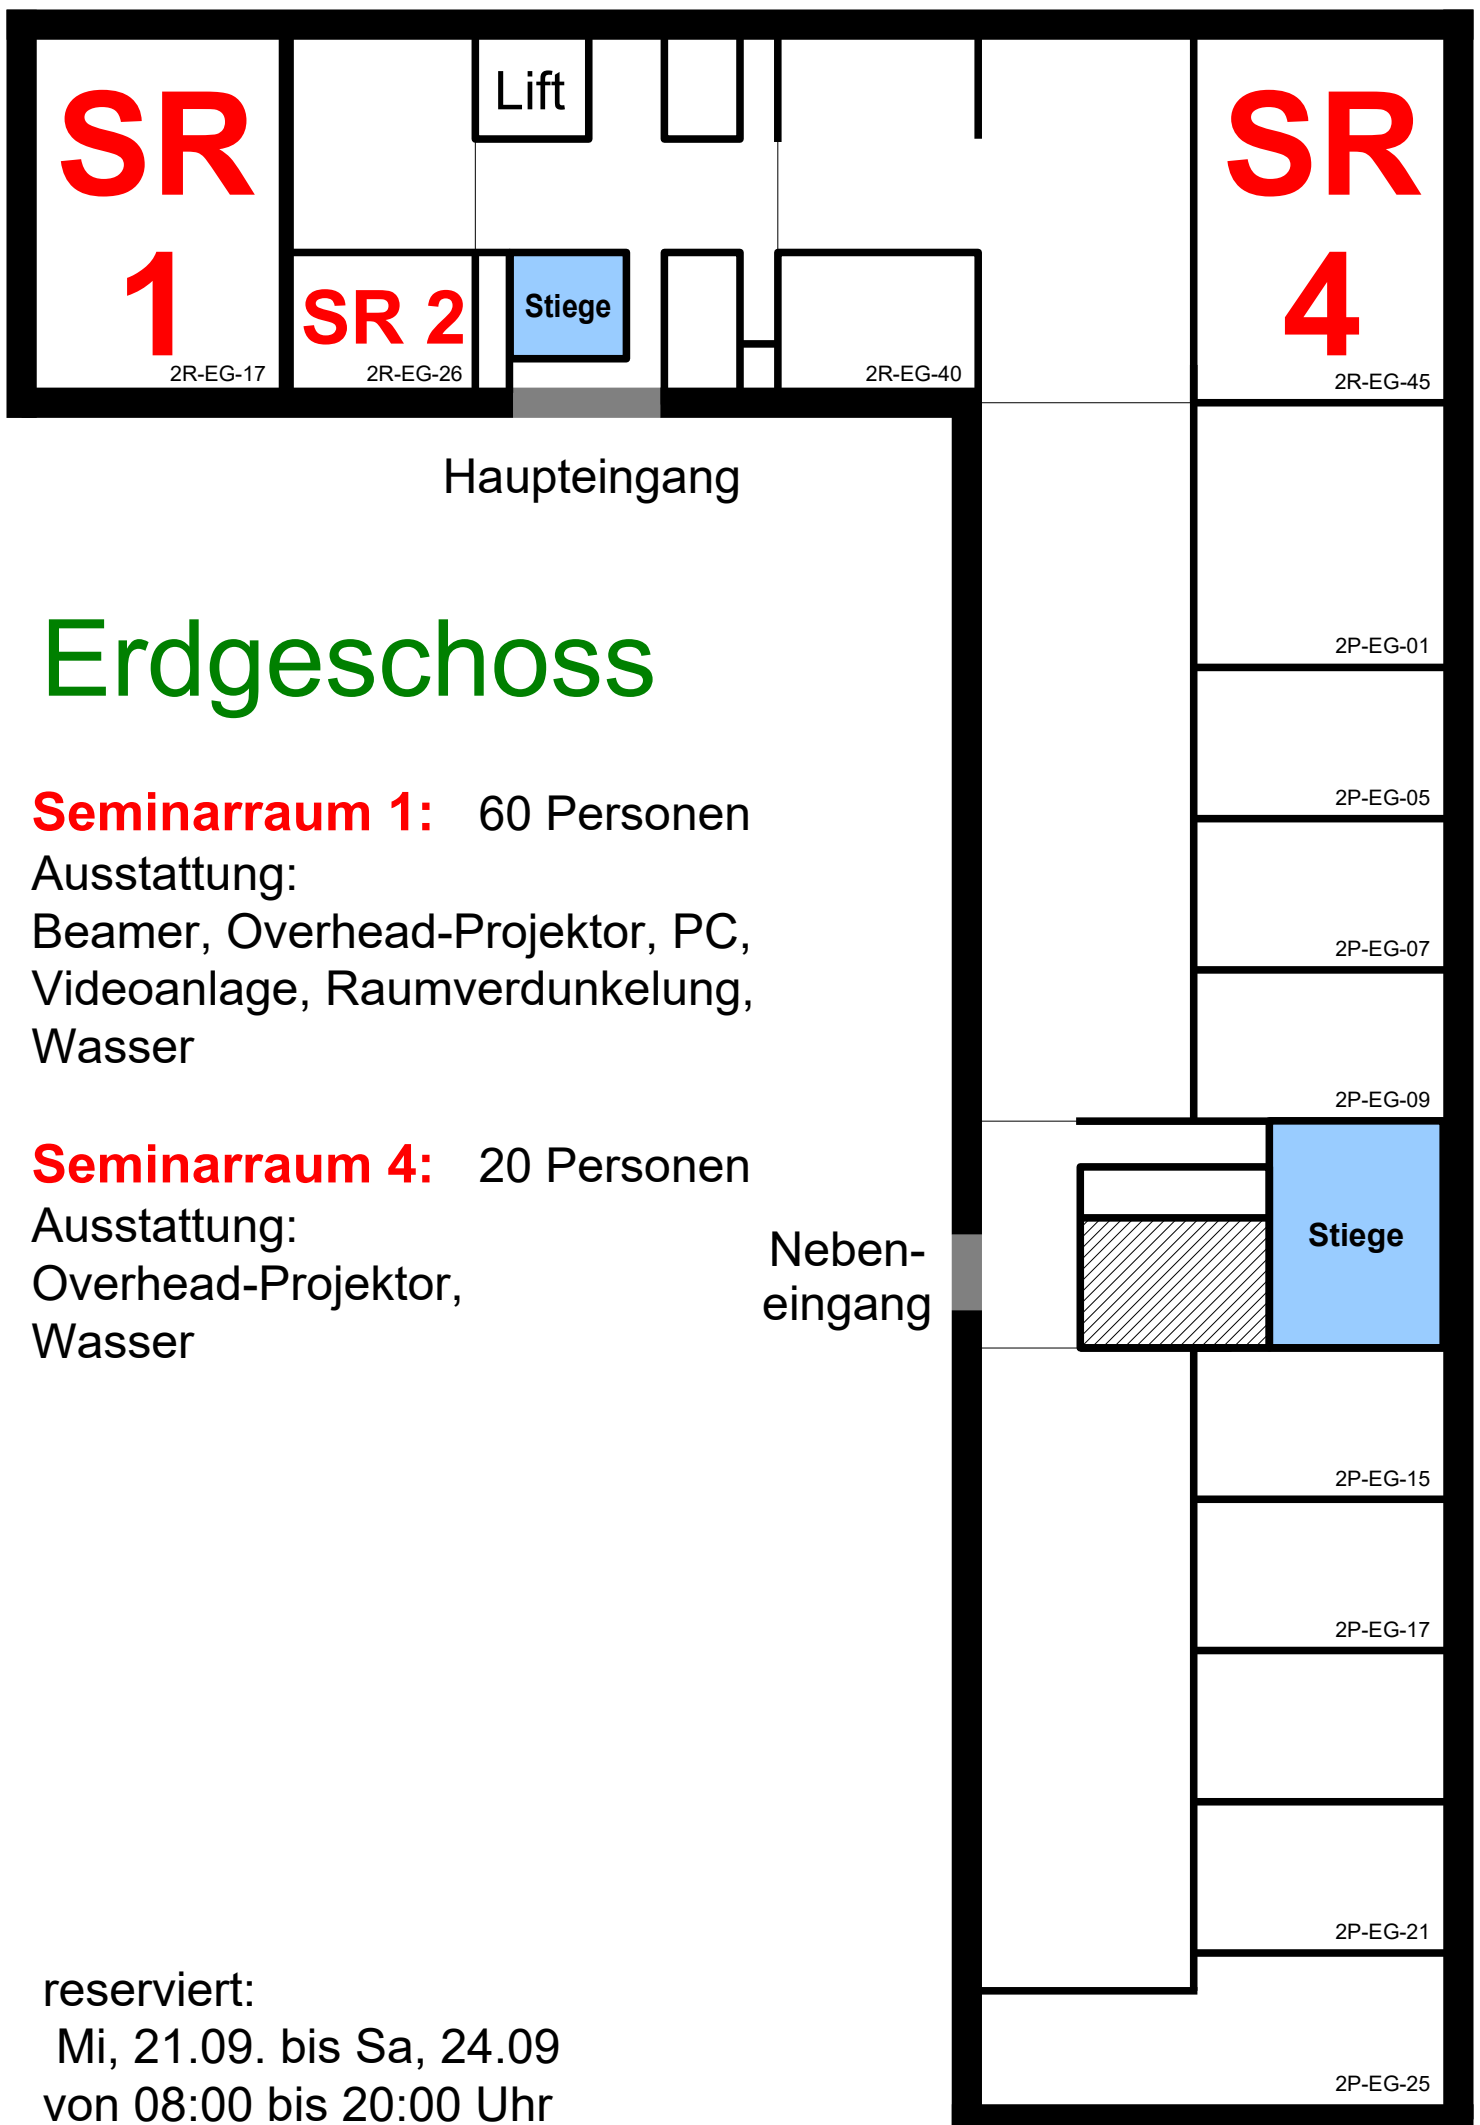 SR
1
2R-EG-17
SR 2
2R-EG-26
Lift
Stiege
2R-EG-40
SR
4
2R-EG-45
Haupteingang
Erdgeschoss
Seminarraum 1: 60 Personen
Ausstattung:
Beamer, Overhead-Projektor, PC,
Videoanlage, Raumverdunkelung,
Wasser
Seminarraum 4: 20 Personen
Ausstattung:
Overhead-Projektor,
Wasser
Neben-
eingang
2P-EG-01
2P-EG-05
2P-EG-07
2P-EG-09
Stiege
2P-EG-15
2P-EG-17
2P-EG-21
2P-EG-25
reserviert:
Mi, 21.09. bis Sa, 24.09
von 08:00 bis 20:00 Uhr